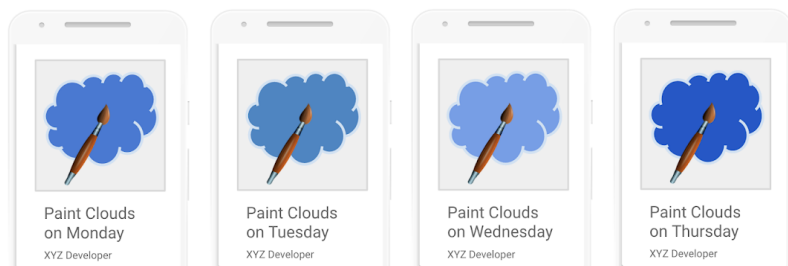 Paint Clouds
on Monday
XYZ Developer
Paint Clouds
on Tuesday
XYZ Developer
Paint Clouds
on Wednesday
XYZ Developer
Paint Clouds
on Thursday
XYZ Developer